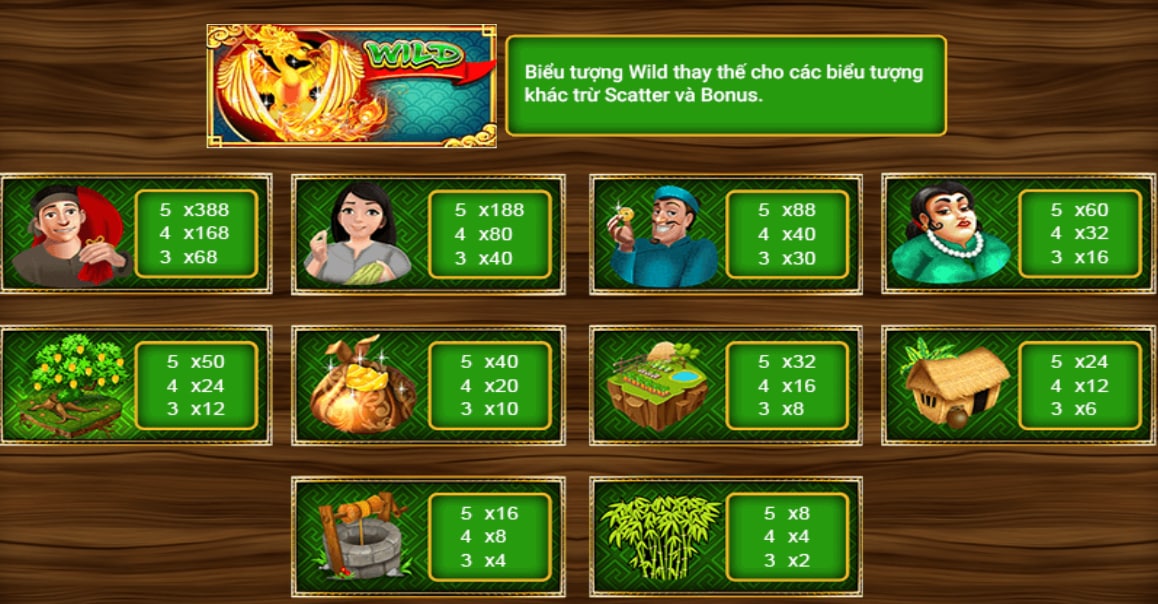 WILD
Biểu tượng Wild thay thế cho các biểu tượng
khác trừ Scatter và Bonus.
5 x388
4 x168
3 x68
5 x188
4 x80
3 x40
5 x88
4 x40
3 x30
5 x60
4 x32
3 x16
5 x50
4 x24
3 x12
5 x40
4 x20
3 x10
5 x32
4 x16
3 x8
5 x24
4 x12
3 x6
5 x16
4 x8
3 x4
5 x8
4 x4
3 x2